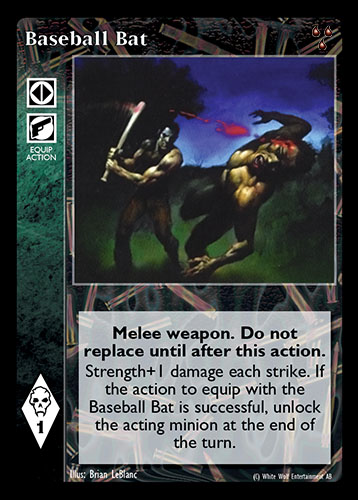 Baseball Bat
EQUIP
ACTION
Melee weapon. Do not
replace until after this action.
Strength+1 damage each strike. If
the action to equip with the
Baseball Bat is successful, unlock
the acting minion at the end of
the turn.
1
Illus: Brian LeBlanc
(C) White Wolf Entertainment AB